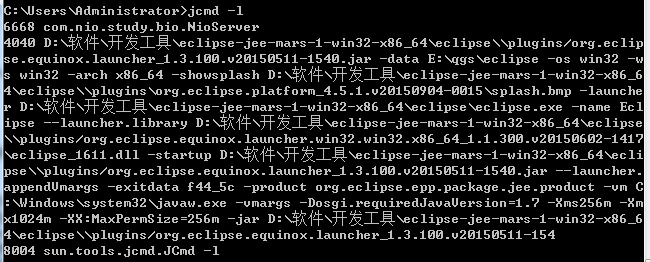 C:\Users\Administrator>jcmd -l
6668 com.nio.study.bio.NioServer
4040 D:\软件\开发工具\eclipse-jee-mars-1-win32-x86_64\eclipse\\plugins/org.eclip
se.equinox.launcher_1.3.100.v20150511-1540.jar -data E:\qgs\eclipse -os win32 -w
s win32 -arch x86_64 -showsplash D:\软件\开发工具\eclipse-jee-mars-1-win32-x86_6
4\eclipse\\plugins\org.eclipse.platform_4.5.1.v20150904-0015\splash.bmp -launche
r D:\软件\开发工具\eclipse-jee-mars-1-win32-x86_64\eclipse\eclipse.exe -name Ecl
ipse --launcher.library D:\软件\开发工具\eclipse-jee-mars-1-win32-x86_64\eclipse
\\plugins/org.eclipse.equinox.launcher.win32.win32.x86_64_1.1.300.v20150602-1417
\eclipse_1611.dll -startup D:\软件\开发工具\eclipse-jee-mars-1-win32-x86_64\ecli
pse\\plugins/org.eclipse.equinox.launcher_1.3.100.v20150511-1540.jar --launcher.
appendVmargs -exitdata f44_5c -product org.eclipse.epp.package.jee.product -vm C
:\Windows\system32\javaw.exe -vmargs -Dosgi.requiredJavaVersion=1.7 -Xms256m -Xm
x1024m -XX:MaxPermSize=256m -jar D:\软件\开发工具\eclipse-jee-mars-1-win32-x86_6
4\eclipse\\plugins/org.eclipse.equinox.launcher_1.3.100.v20150511-154
8004 sun.tools.jcmd.JCmd -l